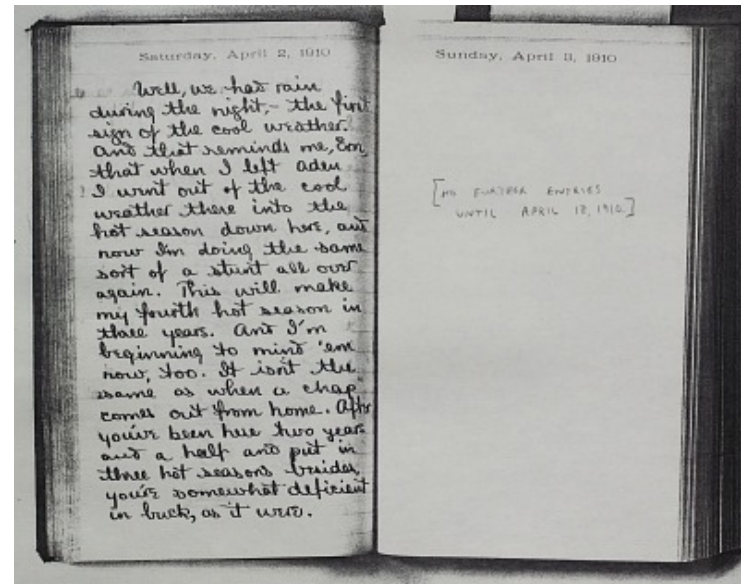 Saturday, April 2, 1910
Well, we had rain
during the night,- the first
sign of the cool weather.
And that reminds me, Em,
that when I left Aden
I went out of the cool
weather there into the
hot season down here, and
now I'm doing the same
sort of a stunt all over
again. This will make
my fourth hot season in
three years. And I'm
beginning to mind 'em
now, too. It isn't the
same as when a chap
comes out from home. After
you've been here two years
and a half and put in
three hot seasons besides,
you're somewhat deficient
in buck, as it were.
Sunday, April 3, 1910
[NO FURTHER ENTRIES
UNTIL APRIL 12, 1910.]